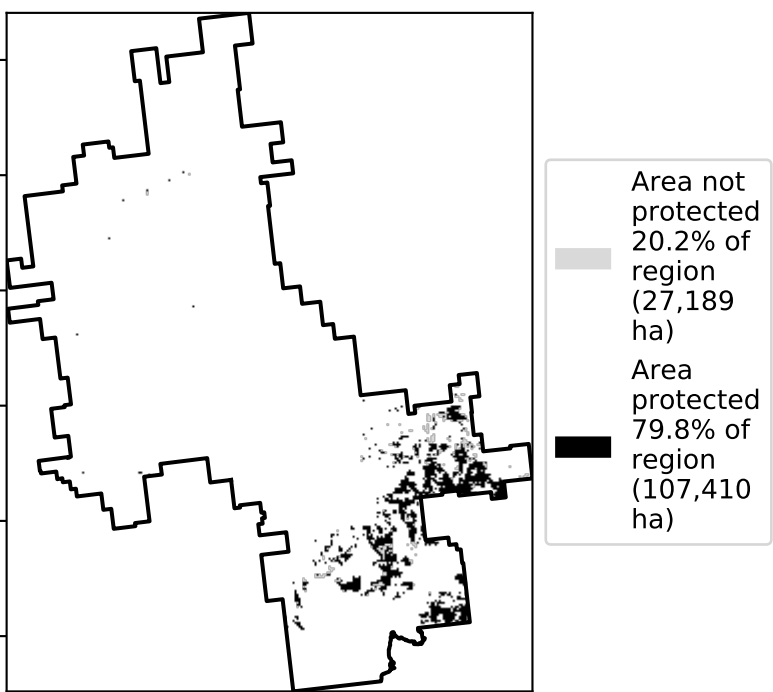 Area not
protected
20.2% of
region
(27,189
ha)
Area
protected
79.8% of
region
(107,410
ha)